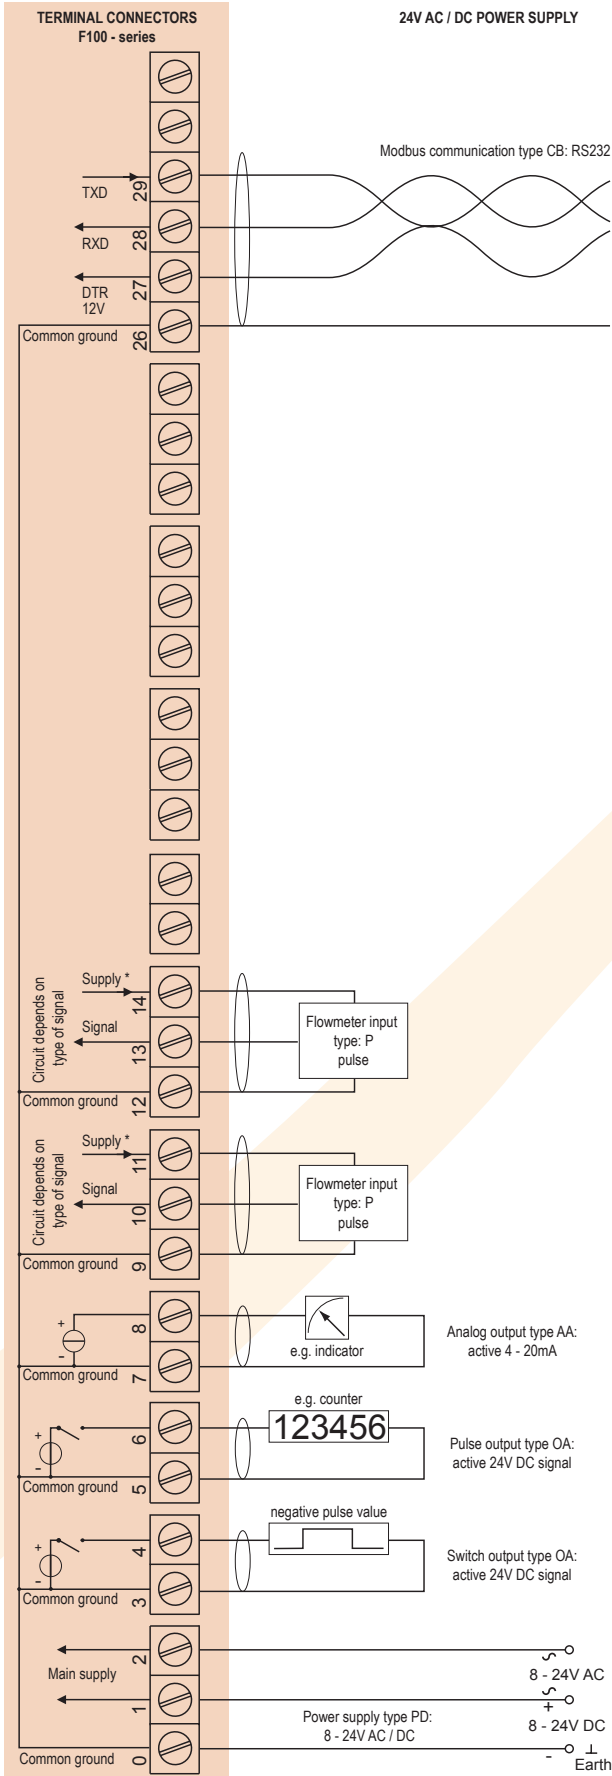 TERMINAL CONNECTORS
F100 - series
24V AC / DC POWER SUPPLY
Modbus communication type CB: RS232
TXD
29
RXD
28
DTR
12V
27
Common ground
26
Circuit depends on
type of signal
Supply *
14
Signal
13
Common ground
12
Flowmeter input
type: P
pulse
Circuit depends on
type of signal
Supply *
11
Signal
10
Common ground
9
Flowmeter input
type: P
pulse
+
-
8
Common ground
7
e.g. indicator
Analog output type AA:
active 4 - 20mA
+
-
6
Common ground
5
e.g. counter
123456
Pulse output type OA:
active 24V DC signal
+
-
4
Common ground
3
negative pulse value
Switch output type OA:
active 24V DC signal
2
Main supply
1
Common ground
0
Power supply type PD:
8 - 24V AC / DC
8 - 24V AC
+
8 - 24V DC
-
Earth